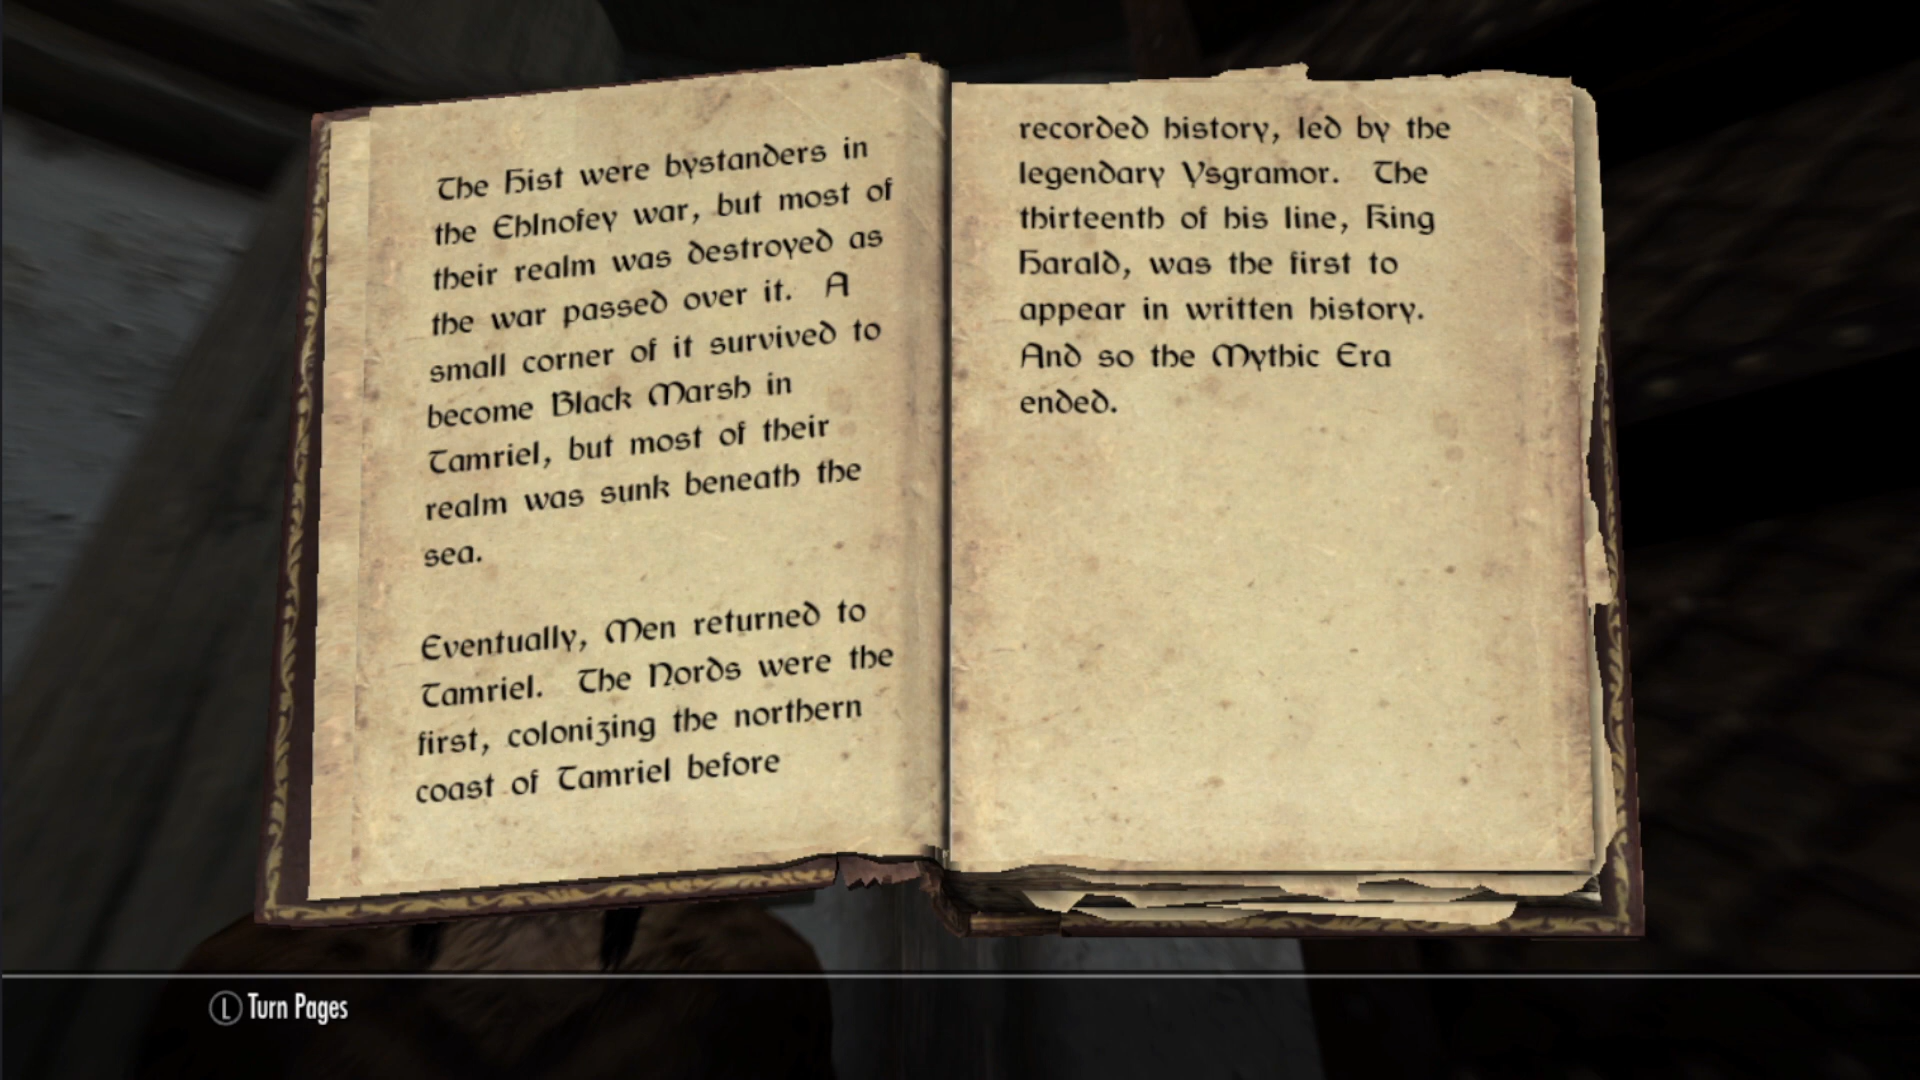 The Hist were bystanders in
the Ehlnofey war, but most of
their realm was destroyed as
the war passed over it.  A
small corner of it survived to
become Black Marsh in
Tamriel, but most of their
realm was sunk beneath the
sea.
Eventually, Men returned to
Tamriel.  The Nords were the
first, colonizing the northern
coast of Tamriel before
recorded history, led by the
legendary Ysgramor.  The
thirteenth of his line, King
Harald, was the first to
appear in written history.
And so the Mythic Era
ended.
L Turn Pages